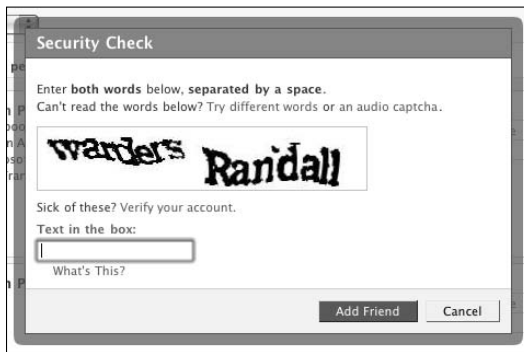 Security Check
Enter both words below, separated by a space.
Can't read the words below? Try different words or an audio captcha.
warders Randall
Sick of these? Verify your account.
Text in the box:
What's This?
Add Friend Cancel